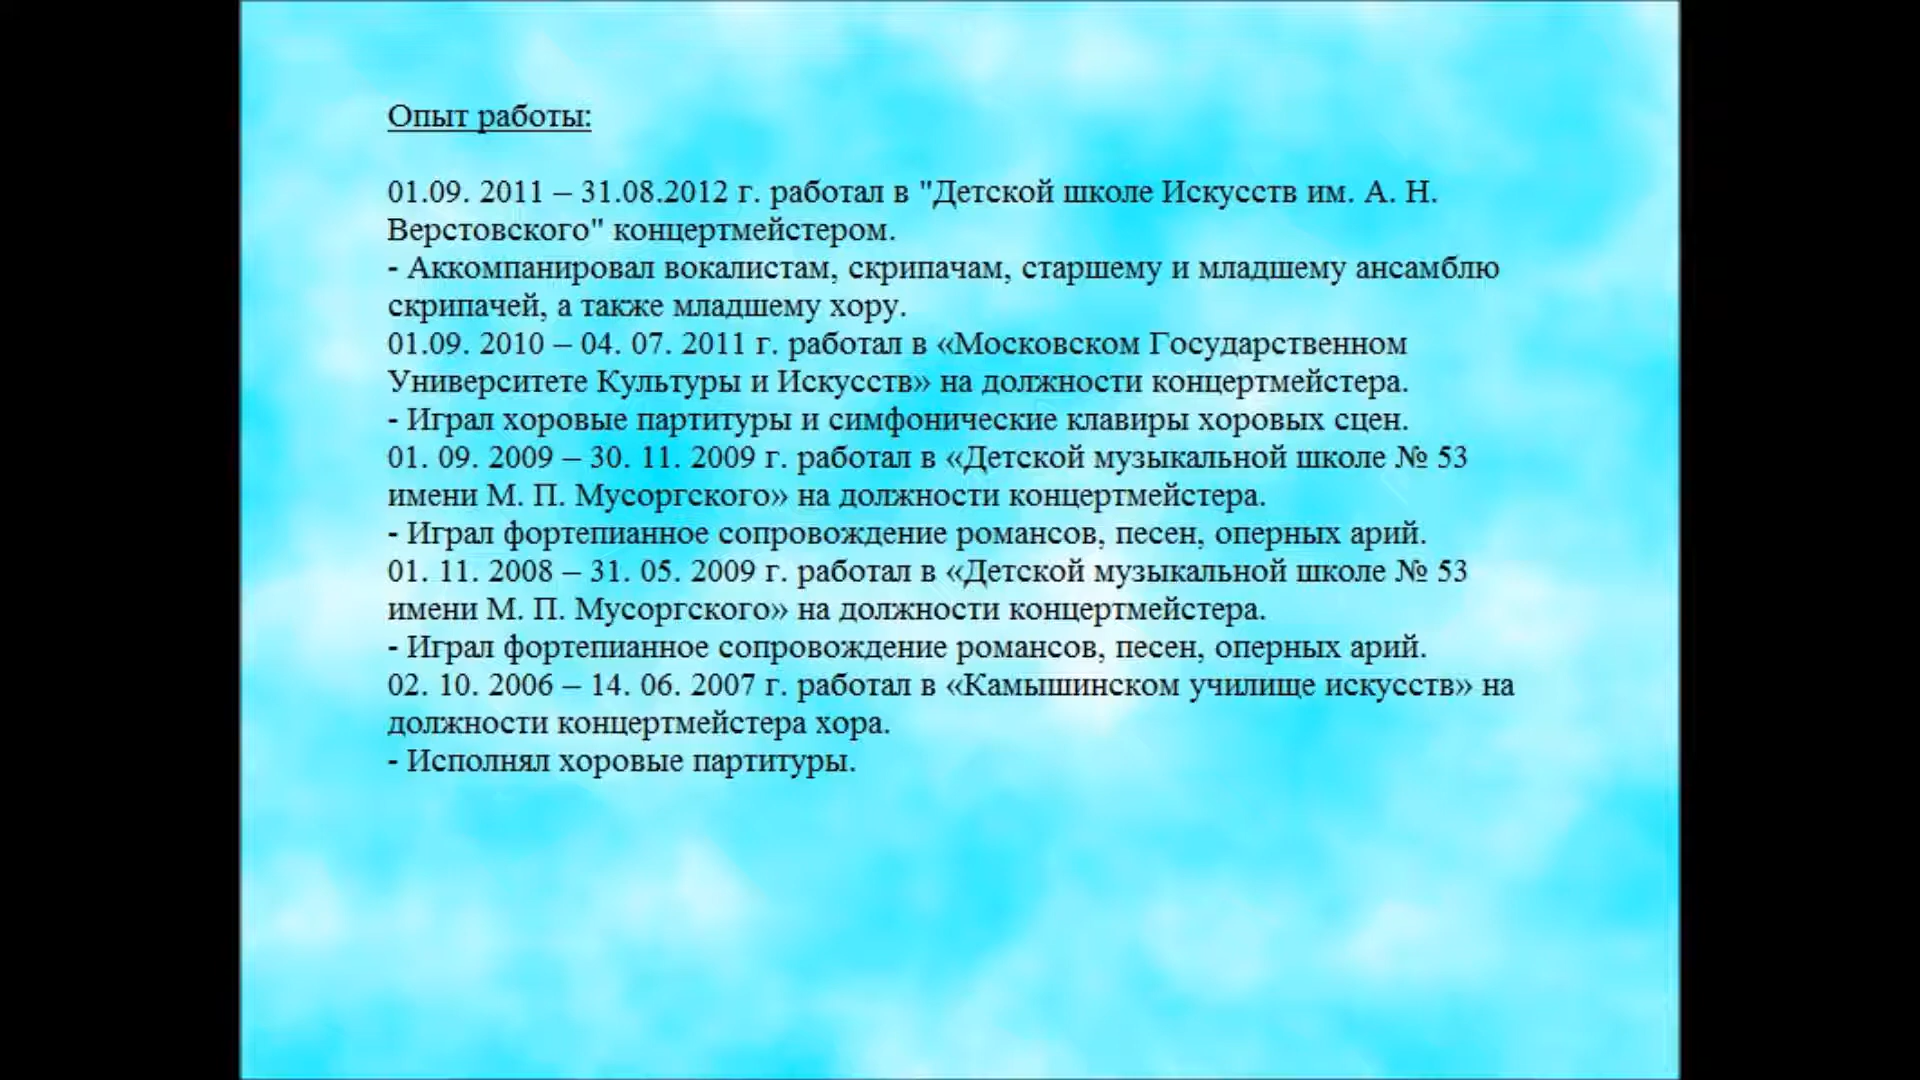 Опыт работы:
01.09. 2011 – 31.08.2012 г. работал в "Детской школе Искусств им. А. Н.
Верстовского" концертмейстером.
- Аккомпанировал вокалистам, скрипачам, старшему и младшему ансамблю
скрипачей, а также младшему хору.
01.09. 2010 – 04. 07. 2011 г. работал в «Московском Государственном
Университете Культуры и Искусств» на должности концертмейстера.
- Играл хоровые партитуры и симфонические клавиры хоровых сцен.
01. 09. 2009 – 30. 11. 2009 г. работал в «Детской музыкальной школе № 53
имени М. П. Мусоргского» на должности концертмейстера.
- Играл фортепианное сопровождение романсов, песен, оперных арий.
01. 11. 2008 – 31. 05. 2009 г. работал в «Детской музыкальной школе № 53
имени М. П. Мусоргского» на должности концертмейстера.
- Играл фортепианное сопровождение романсов, песен, оперных арий.
02. 10. 2006 – 14. 06. 2007 г. работал в «Камышинском училище искусств» на
должности концертмейстера хора.
- Исполнял хоровые партитуры.